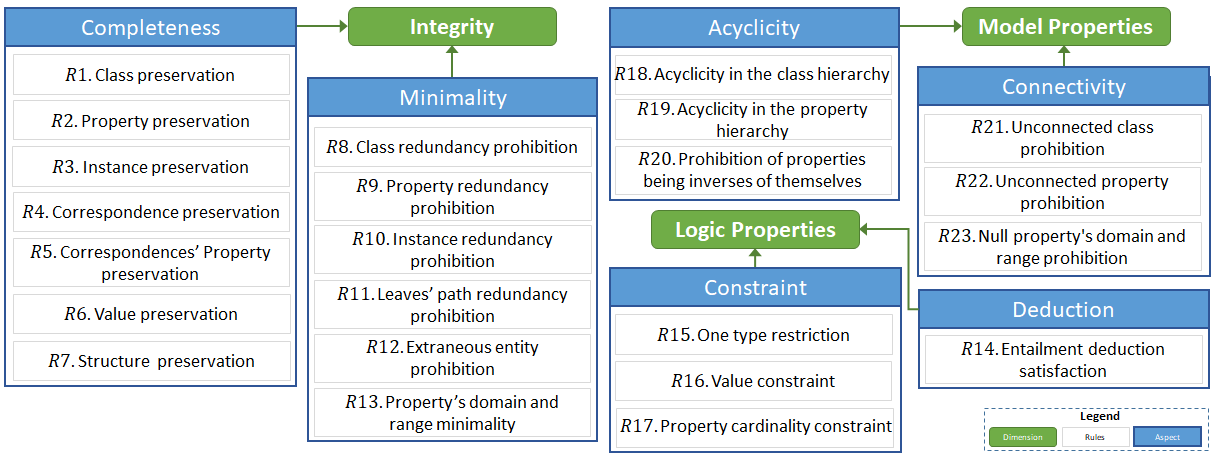 Completeness
R1. Class preservation
R2. Property preservation
R3. Instance preservation
R4. Correspondence preservation
R5. Correspondences’ Property
preservation
R6. Value preservation
R7. Structure preservation
Integrity
Minimality
R8. Class redundancy prohibition
R9. Property redundancy
prohibition
R10. Instance redundancy
prohibition
R11. Leaves’ path redundancy
prohibition
R12. Extraneous entity
prohibition
R13. Property’s domain and
range minimality
Acyclicity
R18. Acyclicity in the class hierarchy
R19. Acyclicity in the property
hierarchy
R20. Prohibition of properties
being inverses of themselves
Logic Properties
Constraint
R15. One type restriction
R16. Value constraint
R17. Property cardinality constraint
Model Properties
Connectivity
R21. Unconnected class
prohibition
R22. Unconnected property
prohibition
R23. Null property's domain and
range prohibition
Deduction
R14. Entailment deduction
satisfaction
Legend
Dimension
Rules
Aspect